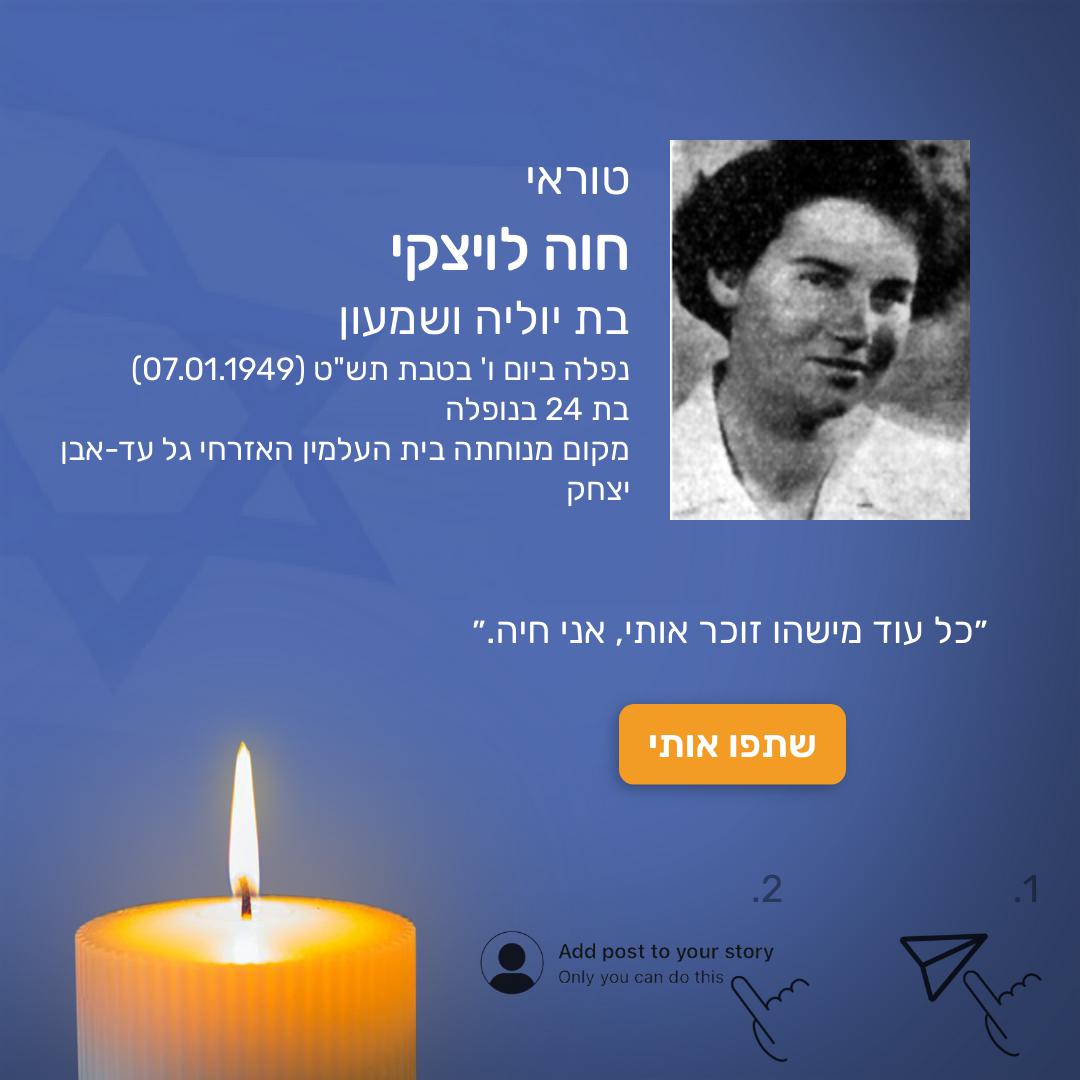 טוראי
חוה לויצקי
בת יוליה ושמעון
נפלה ביום ו' בטבת תש"ט (07.01.1949)
בת 24 בנופלה
מקום מנוחתה בית העלמין האזרחי גל עד-אבן
יצחק
״כל עוד מישהו זוכר אותי, אני חיה.״
שתפו אותי
1.
2.
Add post to your story
Only you can do this